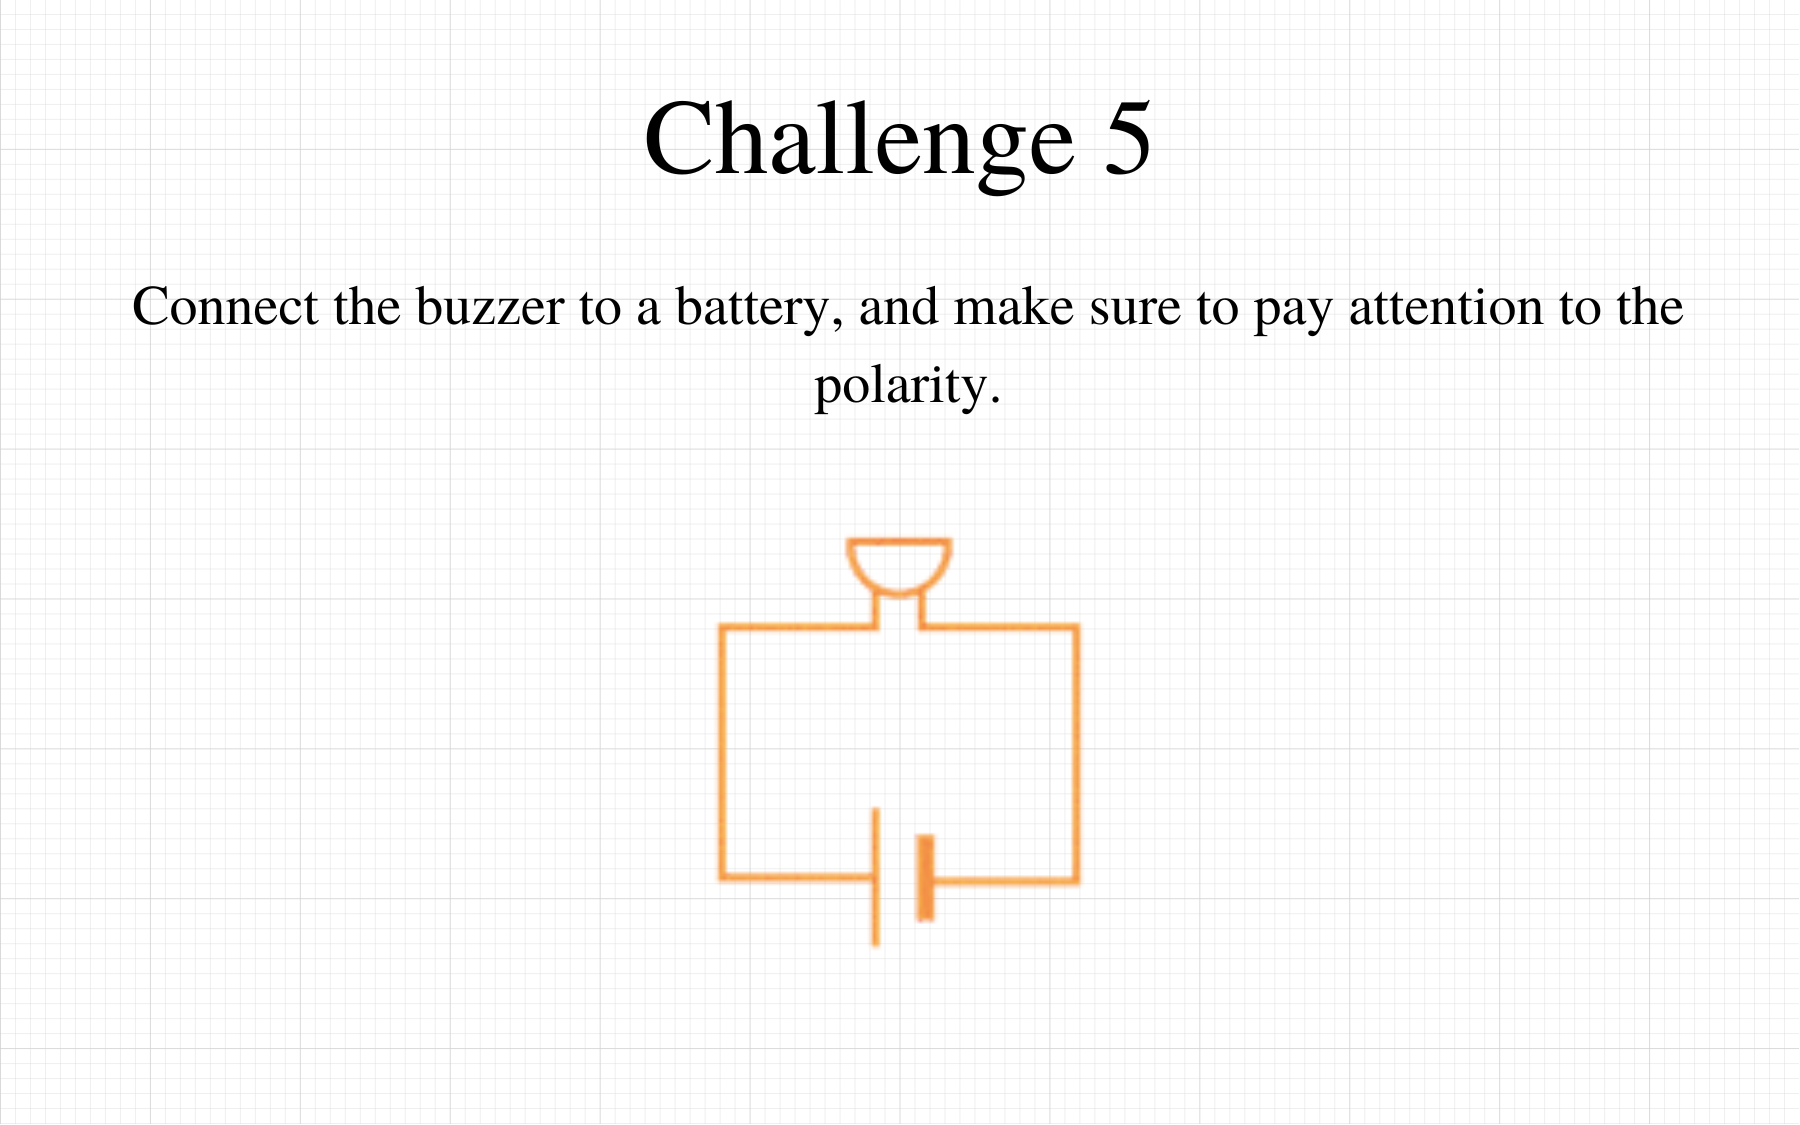 Challenge 5
Connect the buzzer to a battery, and make sure to pay attention to the
polarity.